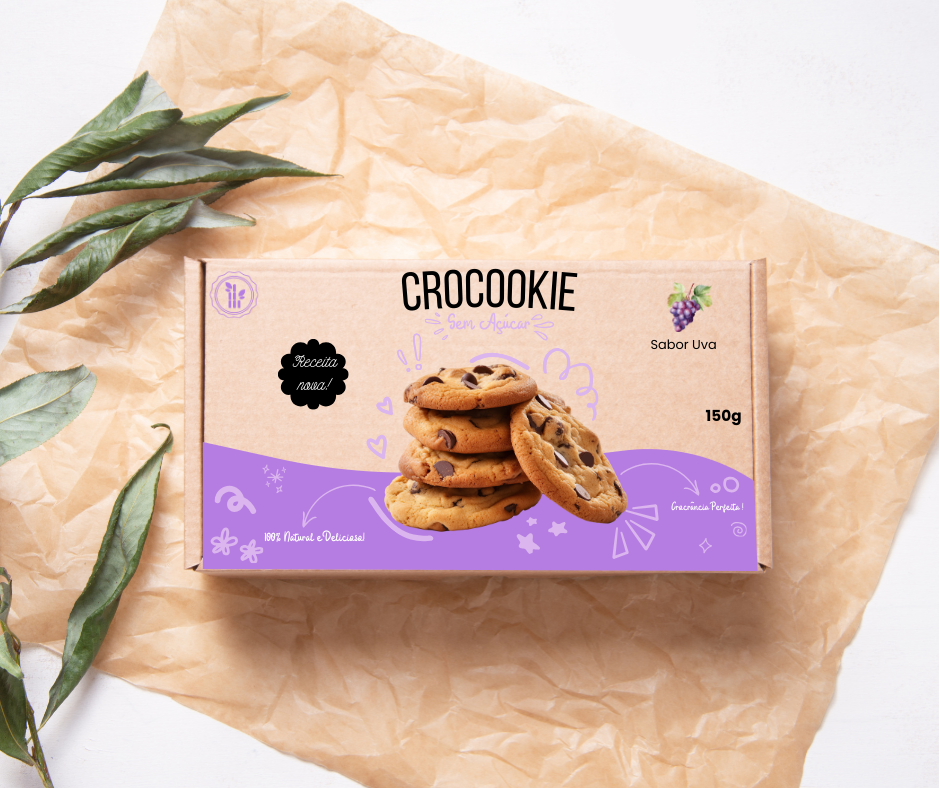 CROCOOKIE
Sem Açúcar
Sabor Uva
Receita
nova!
150g
Crocância Perfeita!
100% Natural e Deliciosa!